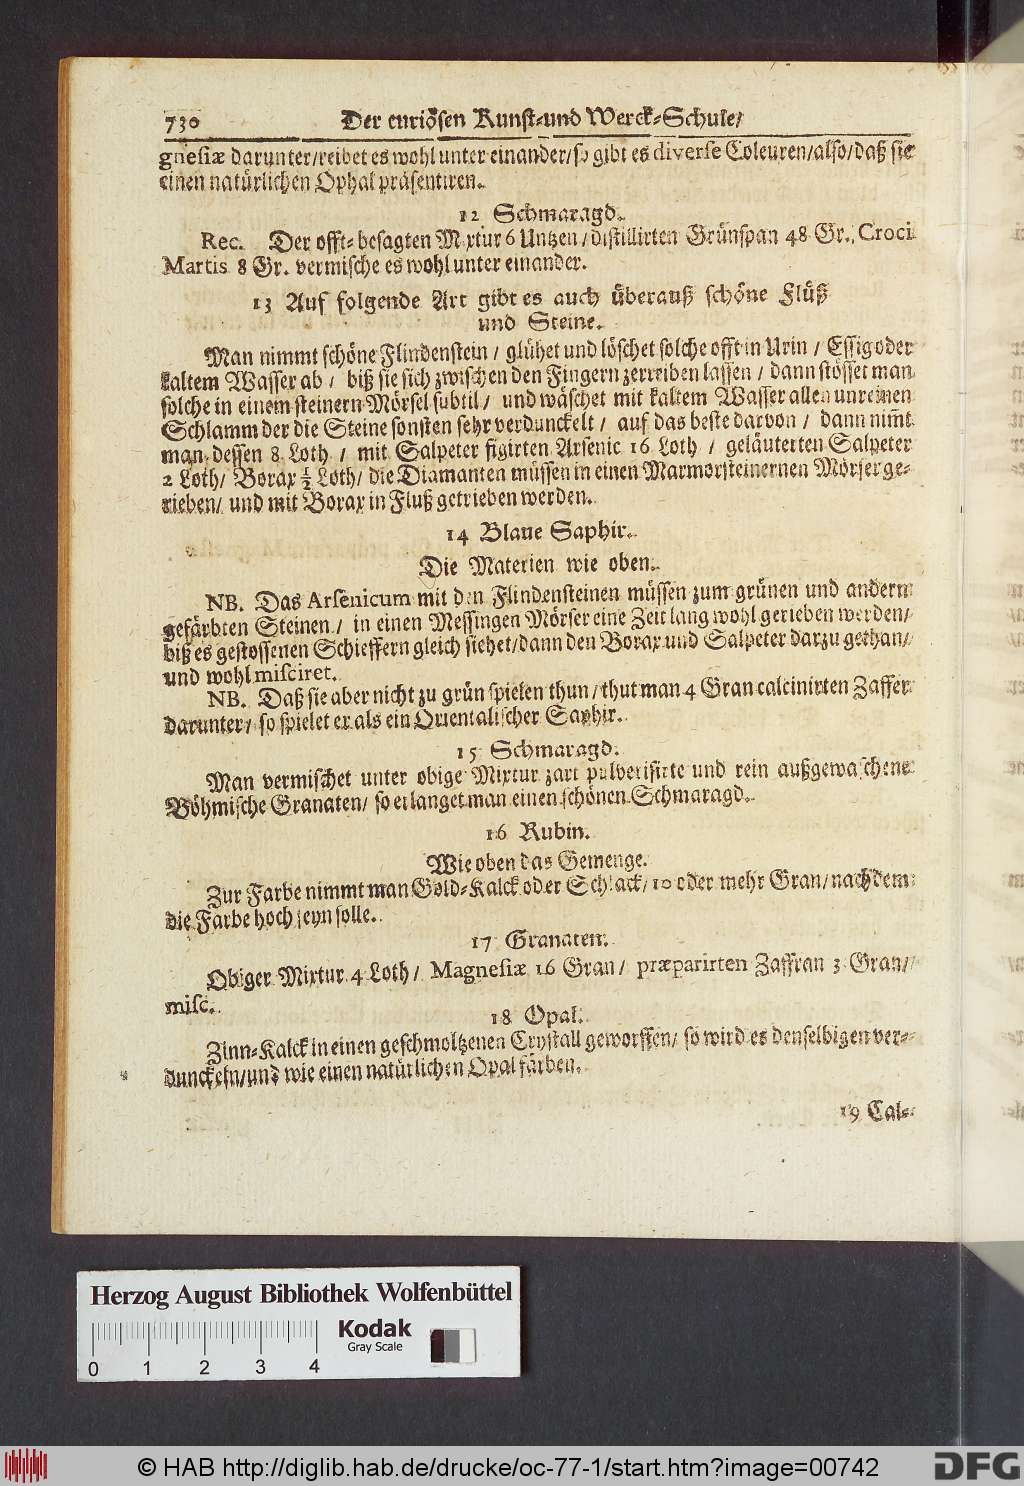 730 Der curiösen Kunst-und Werck-Schule/
gnesiæ darunter/reibet es wohl unter einander/so gibt es diverse Coleuren/also/daß sie
einen natürlichen Ophal präsentiren.
12 Schmaragd.
Rec. Der offt-besagten Mixtur 6 Untzen/distillirten Grünspan 48 Gr., Croci
Martis 8 Gr. vermische es wohl unter einander.
13 Auf folgende Art gibt es auch überauß schöne Flüß
und Steine.
Man nimmt schöne Flindenstein/ glühet und löschet solche offt in Urin/ Essig oder
kaltem Wasser ab/ biß sie sich zwischen den Fingern zerreiben lassen/ dann stösset man
solche in einem steinern Mörsel subtil/ und wäschet mit kaltem Wasser allen unreinen
Schlamm der die Steine sonsten sehr verdunckelt/ auf das beste darvon/ dann nim̄t
man dessen 8 Loth/ mit Salpeter figirten Arsenic 16 Loth/ geläuterten Salpeter
2 Loth/ Borax ½ Loth/ die Diamanten müssen in einen Marmorsteinernen Mörser ge-
rieben/ und mit Borax in Fluß getrieben werden.
14 Blaue Saphir.
Die Materien wie oben.
NB. Das Arsenicum mit den Flindensteinen müssen zum grünen und andern
gefärbten Steinen/ in einen Messingen Mörser eine Zeit lang wohl gerieben werden/
biß es gestossenen Schieffern gleich siehet/dann den Borax und Salpeter darzu gethan/
und wohl misciret.
NB. Daß sie aber nicht zu grün spielen thun/thut man 4 Gran calcinirten Zaffer
darunter/ so spielet er als ein Orientalischer Saphir.
15 Schmaragd.
Man vermischet unter obige Mixtur zart pulverisirte und rein außgewaschene
Böhmische Granaten/ so erlanget man einen schönen Schmaragd.
16 Rubin.
Wie oben das Gemenge.
Zur Farbe nimmt man Gold-Kalck oder Schlack/10 oder mehr Gran/nachdem
die Farbe hoch seyn solle.
17 Granaten.
Obiger Mixtur 4 Loth/ Magnesiæ 16 Gran/ præparirten Zaffran 3 Gran/
misc.
18 Opal.
Zinn-Kalck in einen geschmoltzenen Crystall geworffen/ so wird es denselbigen ver-
dunckeln/und wie einen natürlichen Opal färben.
19 Cal-
Herzog August Bibliothek Wolfenbüttel
Kodak
Gray Scale
0 1 2 3 4
© HAB http://diglib.hab.de/drucke/oc-77-1/start.htm?image=00742
DFG